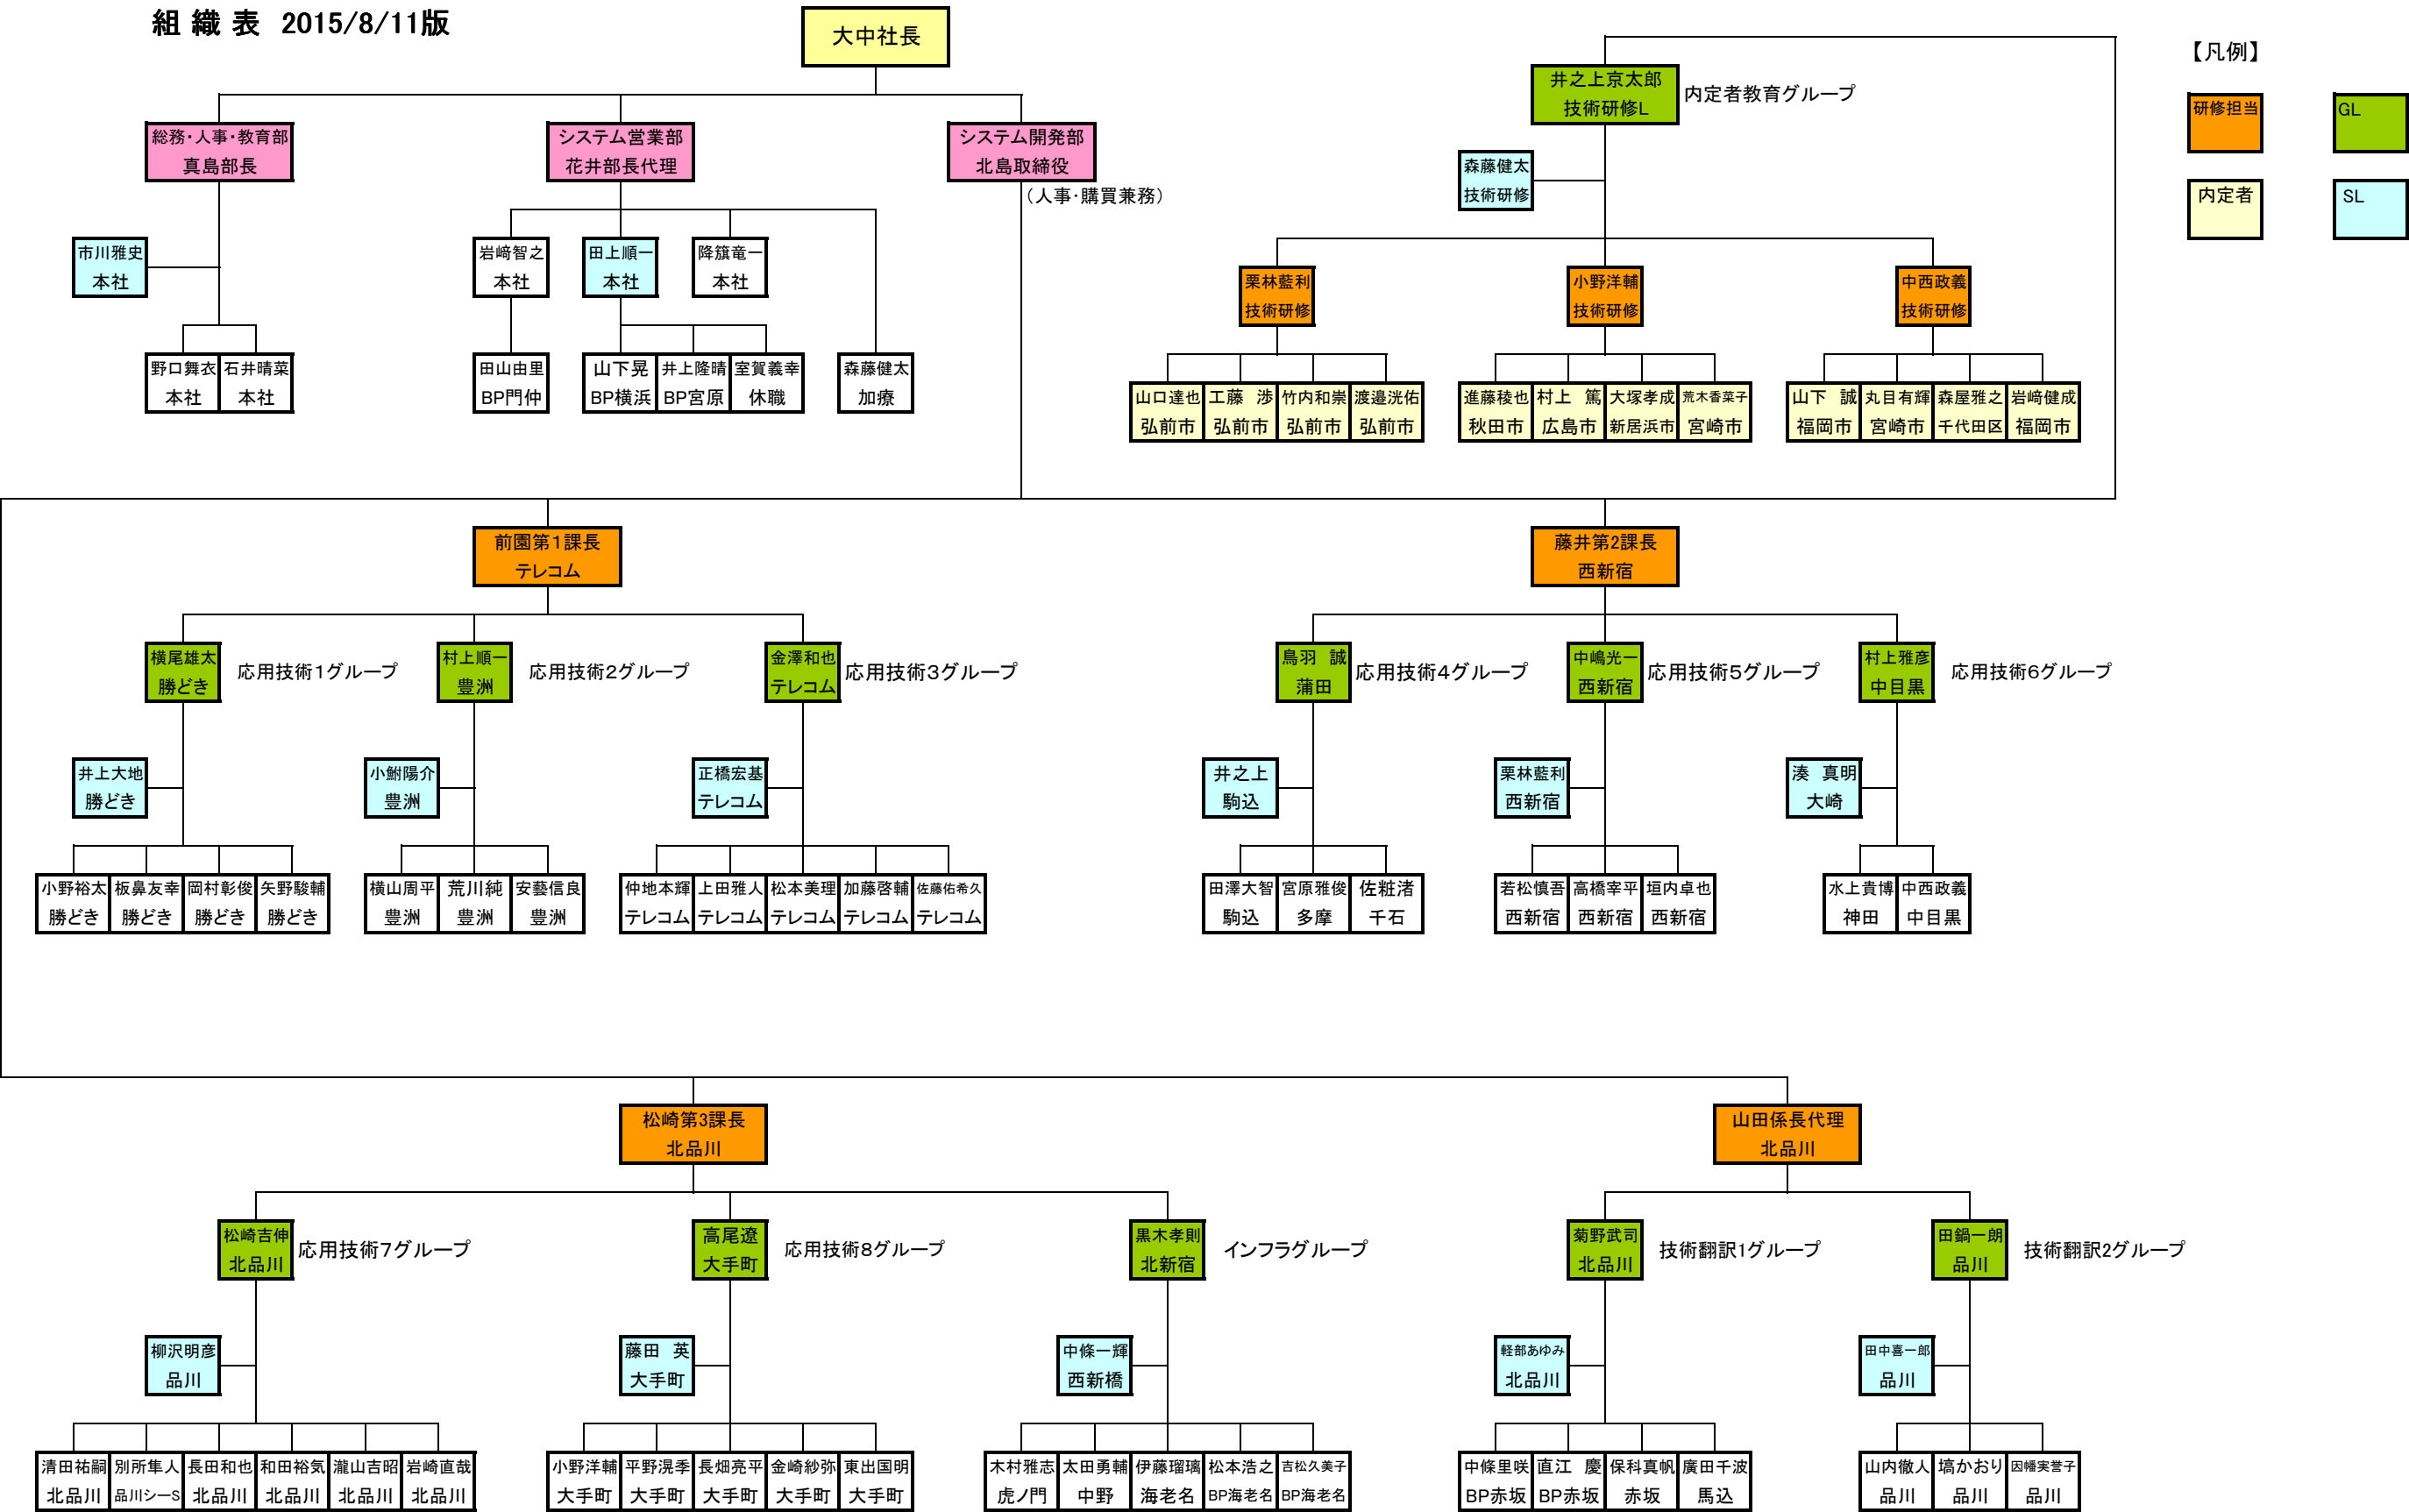 組 織 表 2015/8/11版
大中社長
総務・人事・教育部
真島部長
システム営業部
花井部長代理
システム開発部
北島取締役
（人事・購買兼務）
市川雅史
本社
野口舞衣
本社
石井晴菜
本社
岩﨑智之
本社
田上順一
本社
降籏竜一
本社
田山由里
BP門仲
山下晃
BP横浜
井上隆晴
BP宮原
室賀義幸
休職
森藤健太
加療
井之上京太郎
技術研修L
内定者教育グループ
森藤健太
技術研修
栗林藍利
技術研修
小野洋輔
技術研修
中西政義
技術研修
山口達也
弘前市
工藤 渉
弘前市
竹内和崇
弘前市
渡邉洸佑
弘前市
進藤稜也
秋田市
村上 篤
広島市
大塚孝成
新居浜市
荒木香菜子
宮崎市
山下 誠
福岡市
丸目有輝
宮崎市
森屋雅之
千代田区
岩﨑健成
福岡市
【凡例】
研修担当
GL
内定者
SL
前園第1課長
テレコム
藤井第2課長
西新宿
横尾雄太
勝どき
応用技術1グループ
村上順一
豊洲
応用技術2グループ
金澤和也
テレコム
応用技術3グループ
鳥羽 誠
蒲田
応用技術4グループ
中嶋光一
西新宿
応用技術5グループ
村上雅彦
中目黒
応用技術6グループ
井上大地
勝どき
小鮒陽介
豊洲
正橋宏基
テレコム
井之上
駒込
栗林藍利
西新宿
湊 真明
大崎
小野裕太
勝どき
板鼻友幸
勝どき
岡村彰俊
勝どき
矢野駿輔
勝どき
横山周平
豊洲
荒川純
豊洲
安藝信良
豊洲
仲地本輝
テレコム
上田雅人
テレコム
松本美理
テレコム
加藤啓輔
テレコム
佐藤佑希久
テレコム
田澤大智
駒込
宮原雅俊
多摩
佐粧渚
千石
若松慎吾
西新宿
高橋宰平
西新宿
垣内卓也
西新宿
水上貴博
神田
中西政義
中目黒
松崎第3課長
北品川
山田係長代理
北品川
松崎吉伸
北品川
応用技術7グループ
高尾遼
大手町
応用技術8グループ
黒木孝則
北新宿
インフラグループ
菊野武司
北品川
技術翻訳1グループ
田鍋一朗
品川
技術翻訳2グループ
柳沢明彦
品川
藤田 英
大手町
中條一輝
西新橋
軽部あゆみ
北品川
田中喜一郎
品川
清田祐嗣
北品川
別所隼人
品川シーS
長田和也
北品川
和田裕気
北品川
瀧山吉昭
北品川
岩崎直哉
北品川
小野洋輔
大手町
平野滉季
大手町
長畑亮平
大手町
金崎紗弥
大手町
東出国明
大手町
木村雅志
虎ノ門
太田勇輔
中野
伊藤瑠璃
海老名
松本浩之
BP海老名
吉松久美子
BP海老名
中條里咲
BP赤坂
直江 慶
BP赤坂
保科真帆
赤坂
廣田千波
馬込
山内徹人
品川
塙かおり
品川
因幡実誉子
品川